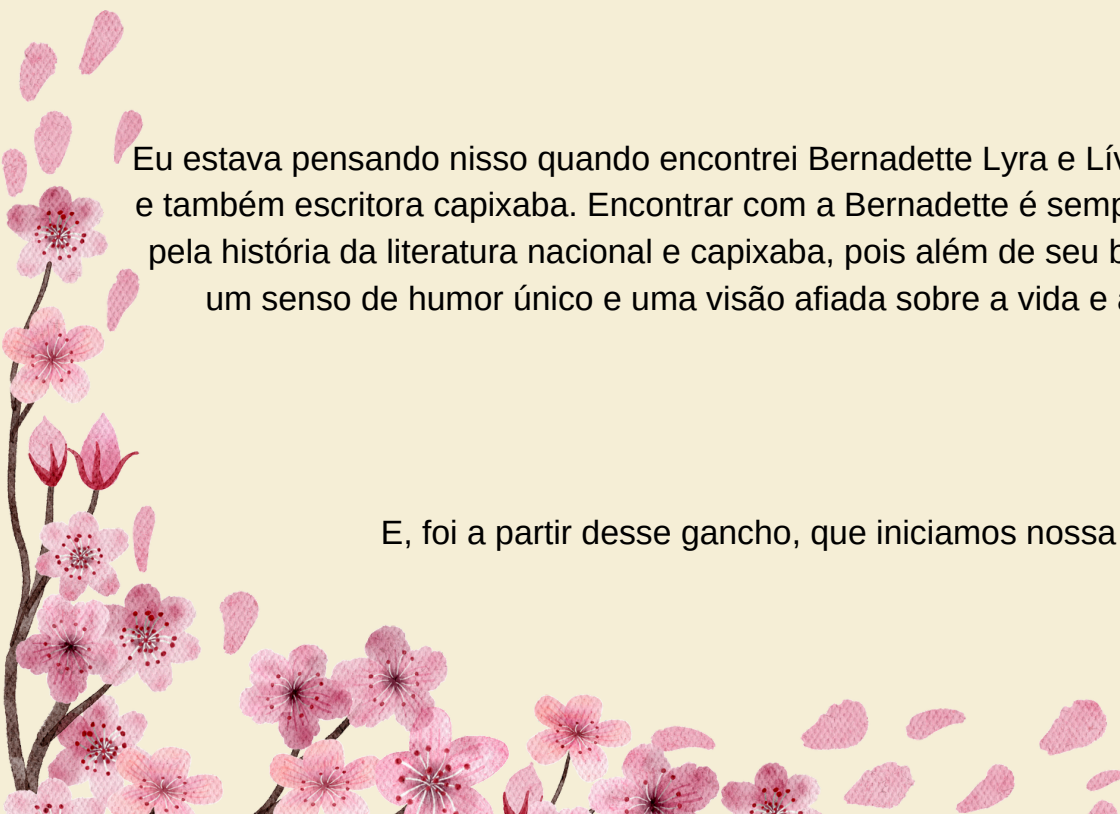 Eu estava pensando nisso quando encontrei Bernadette Lyra e
e também escritora capixaba. Encontrar com a Bernadette é
pela história da literatura nacional e capixaba, pois além de seu
um senso de humor único e uma visão afiada sobre a vida e
E, foi a partir desse gancho, que iniciamos nossa